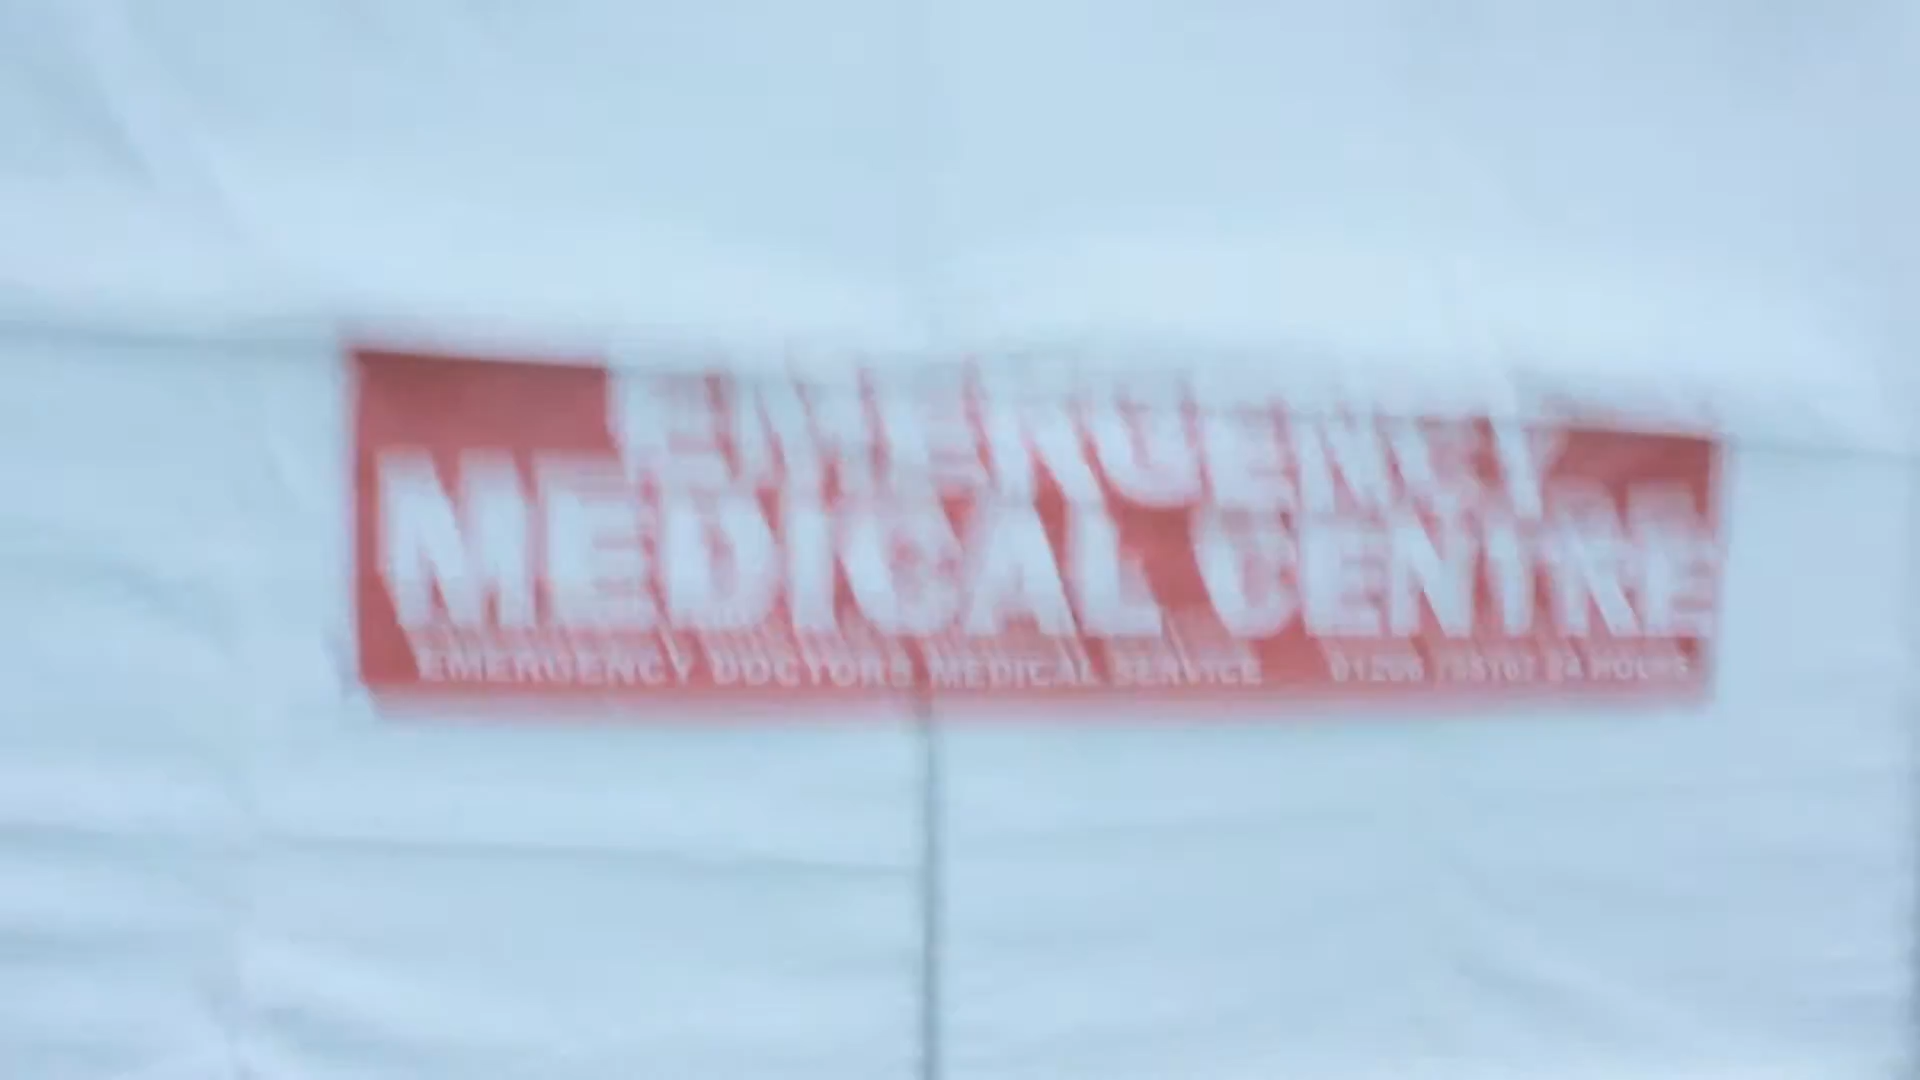 EMERGENCY
MEDICAL CENTRE
EMERGENCY DOCTORS MEDICAL SERVICE 24 HOURS